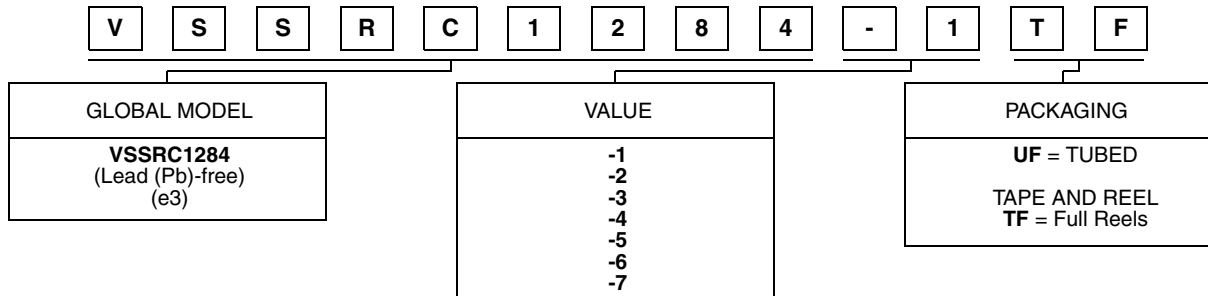 V S S R C 1 2 8 4 - 1 T F
GLOBAL MODEL
VSSRC1284
(Lead (Pb)-free)
(e3)
VALUE
-1
-2
-3
-4
-5
-6
-7
PACKAGING
UF = TUBED
TAPE AND REEL
TF = Full Reels